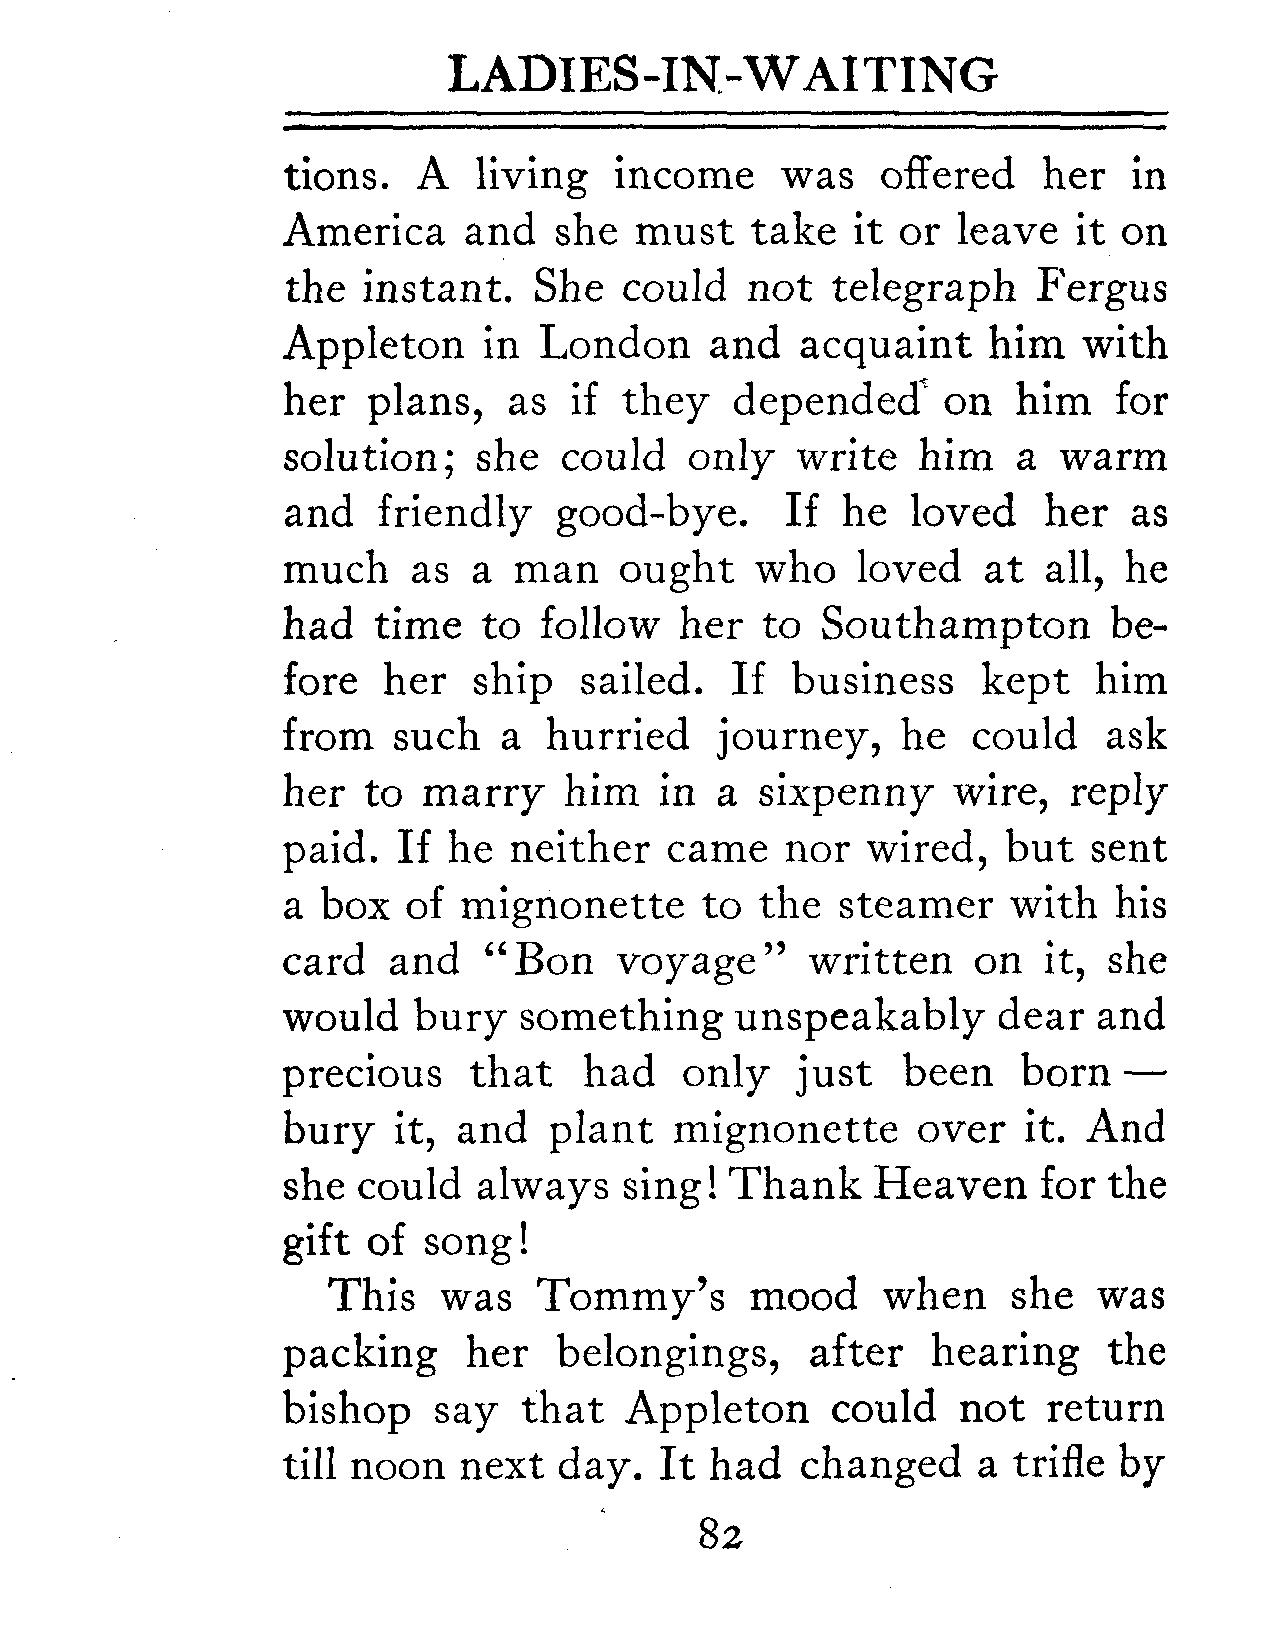 LADIES-IN-WAITING
tions. A living income was offered her in
America and she must take it or leave it on
the instant. She could not telegraph Fergus
Appleton in London and acquaint him with
her plans, as if they depended on him for
solution; she could only write him a warm
and friendly good-bye. If he loved her as
much as a man ought who loved at all, he
had time to follow her to Southampton be-
fore her ship sailed. If business kept him
from such a hurried journey, he could ask
her to marry him in a sixpenny wire, reply
paid. If he neither came nor wired, but sent
a box of mignonette to the steamer with his
card and “Bon voyage” written on it, she
would bury something unspeakably dear and
precious that had only just been born —
bury it, and plant mignonette over it. And
she could always sing! Thank Heaven for the
gift of song!
This was Tommy’s mood when she was
packing her belongings, after hearing the
bishop say that Appleton could not return
till noon next day. It had changed a trifle by
82